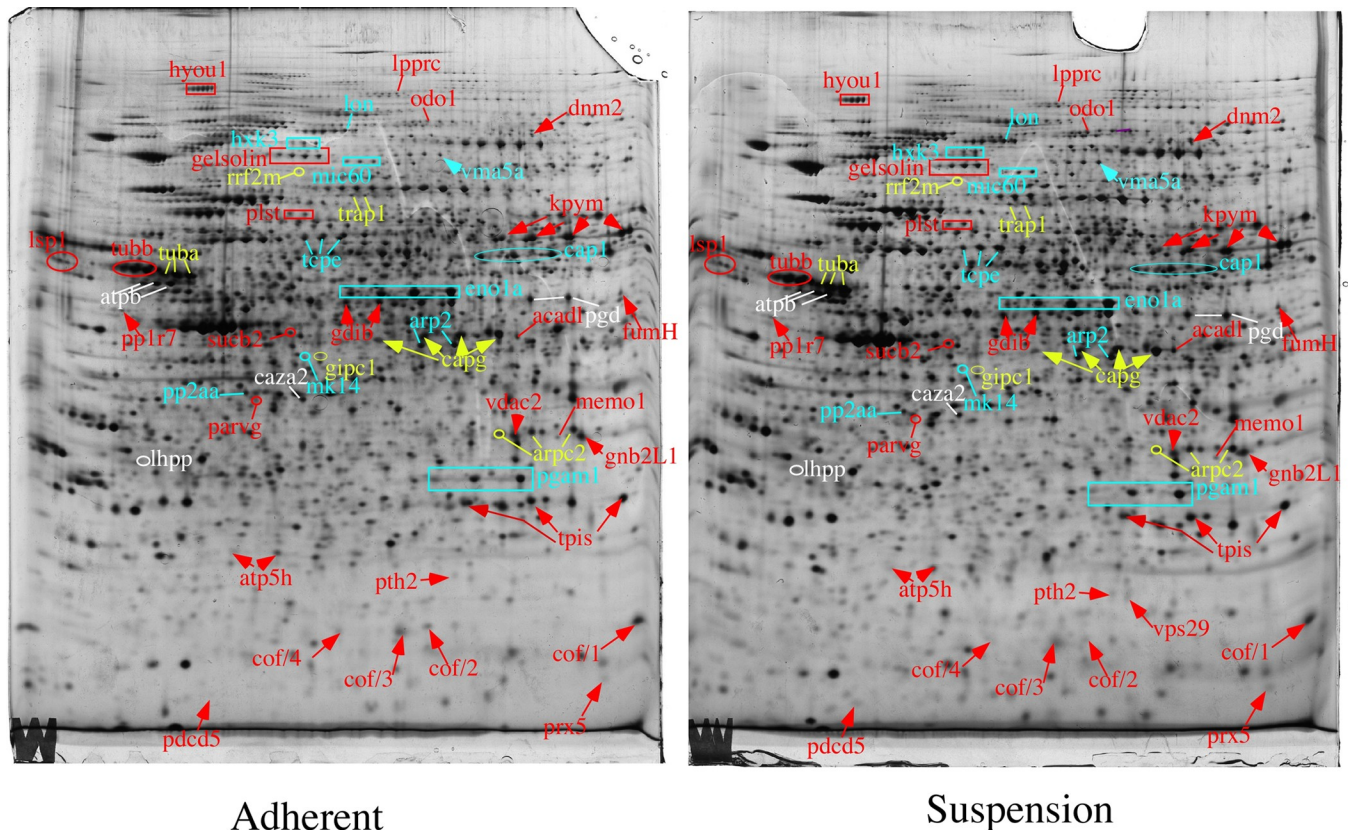 hyou1
lpprc
lon
odo1
dnm2
hxk3
gelsolin
rrf2m
mic60
vma5a
plst
trap1
kpym
lsp1
tubb
tuba
tcpe
cap1
atpb
eno1a
pp1r7
sucb2
gdib
arp2
acadl
pgd
fumH
capg
gipc1
mk14
caza2
pp2aa
parvg
vdac2
memo1
arpc2
gnb2L1
lhpp
pgam1
tpis
atp5h
pth2
cof/4
cof/3
cof/2
cof/1
pdcd5
prx5
W
Adherent
hyou1
lpprc
lon
odo1
dnm2
hxk3
gelsolin
rrf2m
mic60
vma5a
plst
trap1
kpym
lsp1
tubb
tuba
tcpe
cap1
atpb
eno1a
pp1r7
sucb2
gdib
arp2
acadl
pgd
fumH
capg
gipc1
mk14
caza2
pp2aa
parvg
vdac2
memo1
arpc2
gnb2L1
lhpp
pgam1
tpis
atp5h
pth2
vps29
cof/4
cof/3
cof/2
cof/1
pdcd5
prx5
Suspension